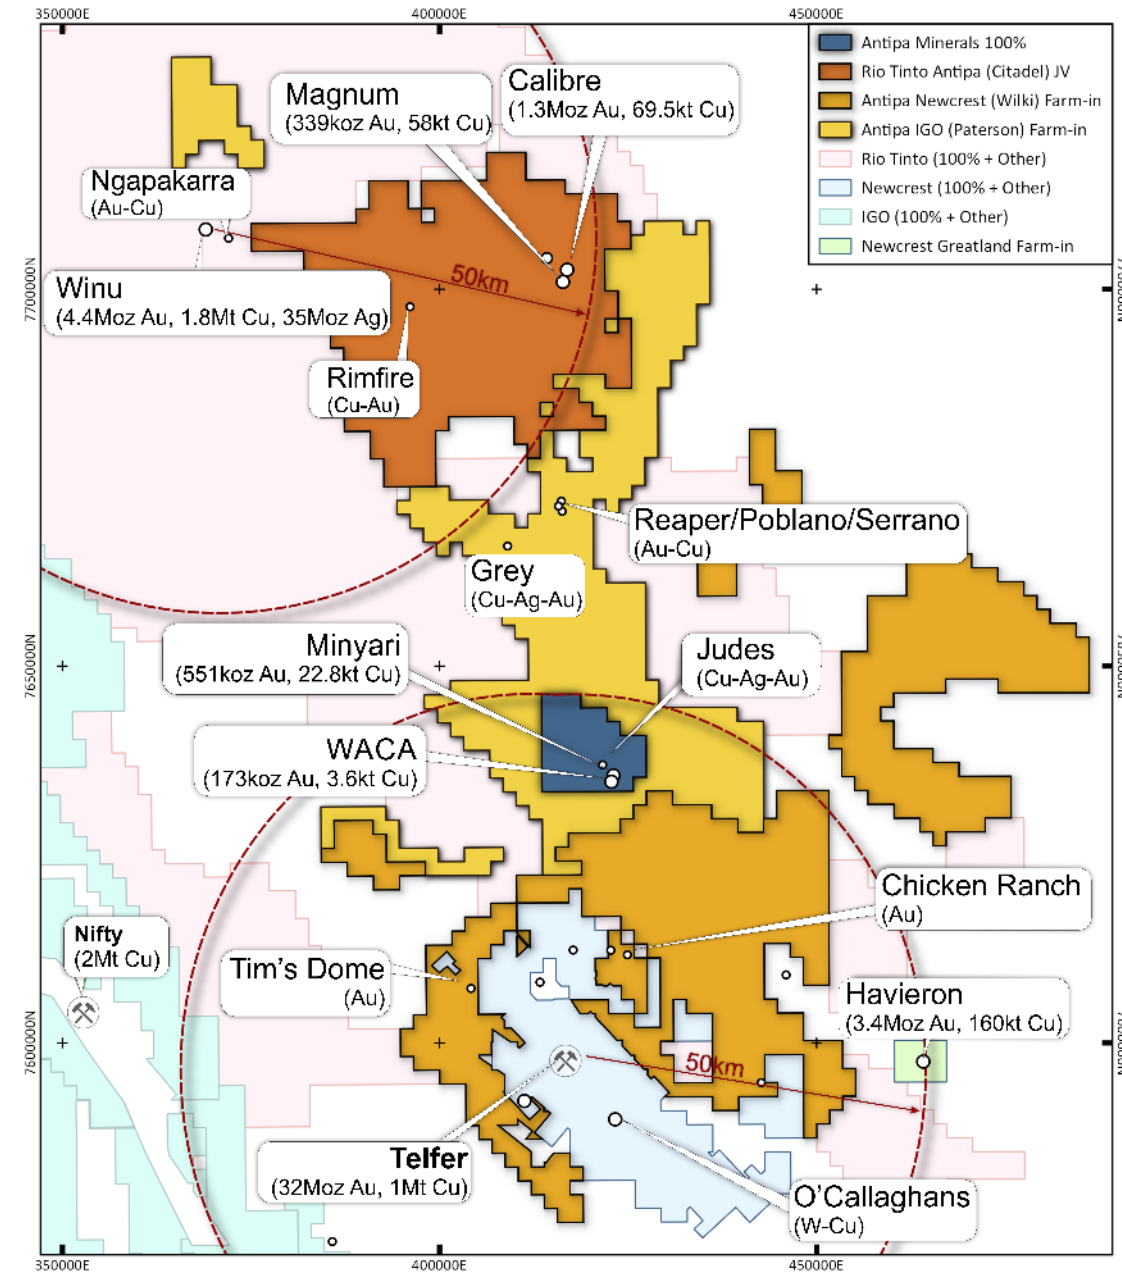 350000E
400000E
450000E
Antipa Minerals 100%
Rio Tinto Antipa (Citadel) JV
Antipa Newcrest (Wilki) Farm-in
Antipa IGO (Paterson) Farm-in
Rio Tinto (100% + Other)
Newcrest (100% + Other)
IGO (100% + Other)
Newcrest Greatland Farm-in
Magnum
(339koz Au, 58kt Cu)
Calibre
(1.3Moz Au, 69.5kt Cu)
Ngapakarra
(Au-Cu)
Winu
(4.4Moz Au, 1.8Mt Cu, 35Moz Ag)
50km
7700000N
Rimfire
(Cu-Au)
Reaper/Poblano/Serrano
(Au-Cu)
Grey
(Cu-Ag-Au)
Minyari
(551koz Au, 22.8kt Cu)
Judes
(Cu-Ag-Au)
7650000N
WACA
(173koz Au, 3.6kt Cu)
Chicken Ranch
(Au)
Nifty
(2Mt Cu)
Tim's Dome
(Au)
Havieron
(3.4Moz Au, 160kt Cu)
7600000N
50km
Telfer
(32Moz Au, 1Mt Cu)
O'Callaghans
(W-Cu)
350000E
400000E
450000E